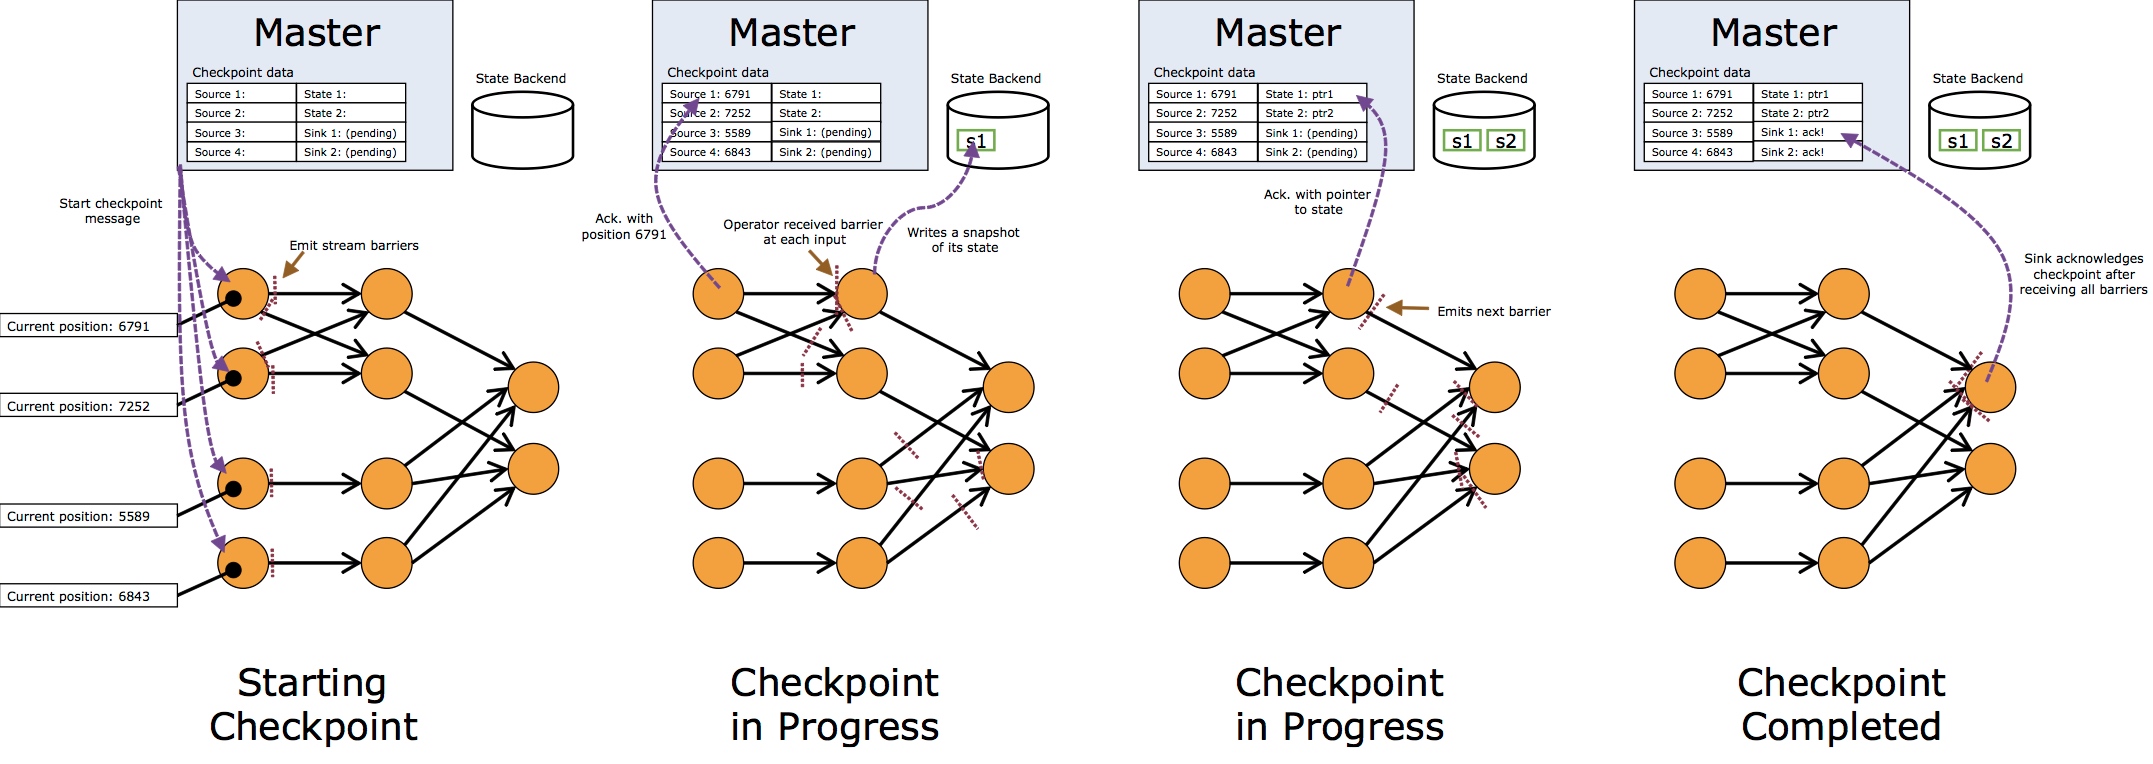 Master
Checkpoint data
Source 1:
State 1:
Source 2:
State 2:
Source 3:
Sink 1: (pending)
Source 4:
Sink 2: (pending)
State Backend
Start checkpoint
message
Emit stream barriers
Current position: 6791
Current position: 7252
Current position: 5589
Current position: 6843
Starting
Checkpoint
Master
Checkpoint data
Source 1: 6791
State 1:
Source 2: 7252
State 2:
Source 3: 5589
Sink 1: (pending)
Source 4: 6843
Sink 2: (pending)
State Backend
s1
Ack. with
position 6791
Operator received barrier
at each input
Writes a snapshot
of its state
Checkpoint
in Progress
Master
Checkpoint data
Source 1: 6791
State 1: ptr1
Source 2: 7252
State 2: ptr2
Source 3: 5589
Sink 1: (pending)
Source 4: 6843
Sink 2: (pending)
State Backend
s1 s2
Ack. with pointer
to state
Emits next barrier
Checkpoint
in Progress
Master
Checkpoint data
Source 1: 6791
State 1: ptr1
Source 2: 7252
State 2: ptr2
Source 3: 5589
Sink 1: ack!
Source 4: 6843
Sink 2: ack!
State Backend
s1 s2
Sink acknowledges
checkpoint after
receiving all barriers
Checkpoint
Completed